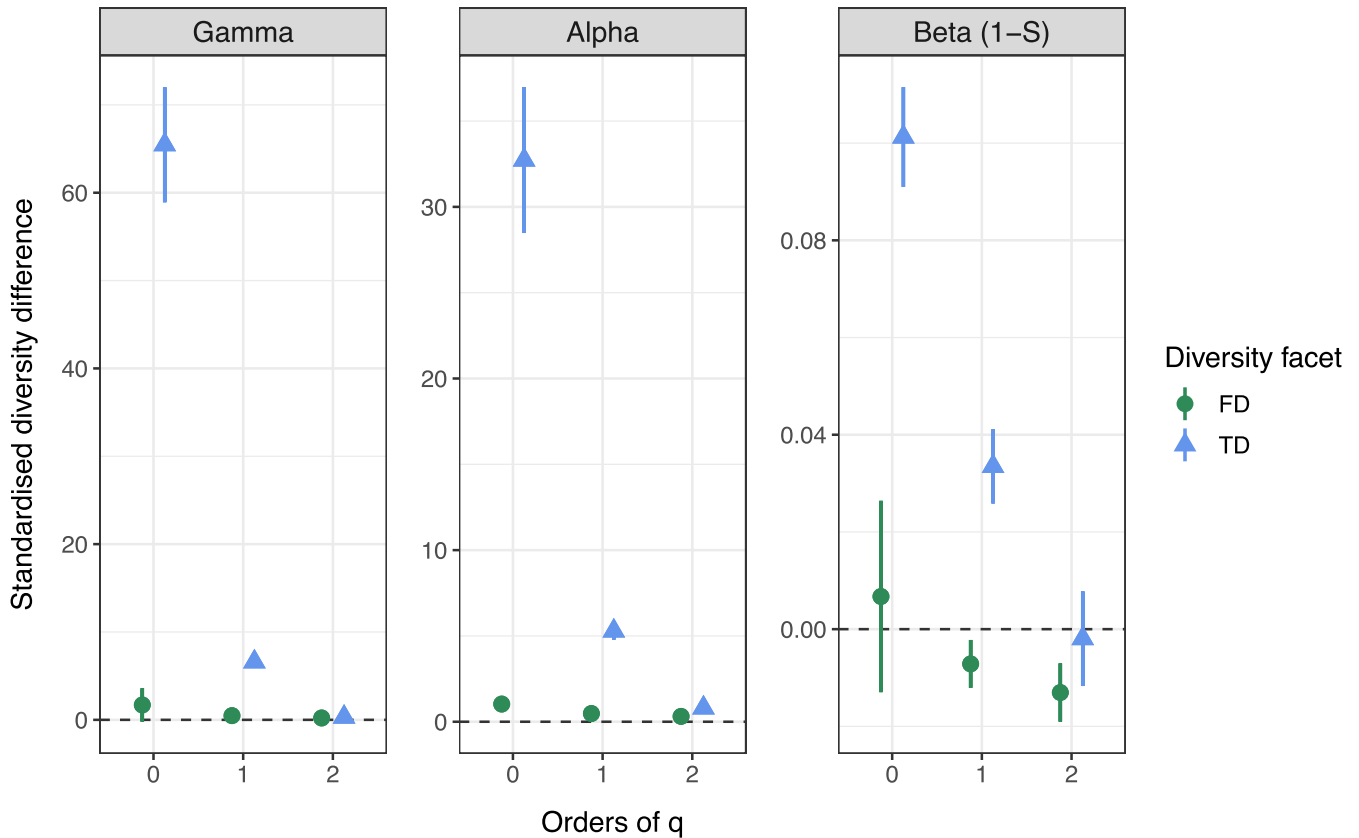 Gamma
Alpha
Beta (1−S)
Standardised diversity difference
60
40
20
0
30
20
10
0
0.08
0.04
0.00
0 1 2
0 1 2
0 1 2
Orders of q
Diversity facet
FD
TD